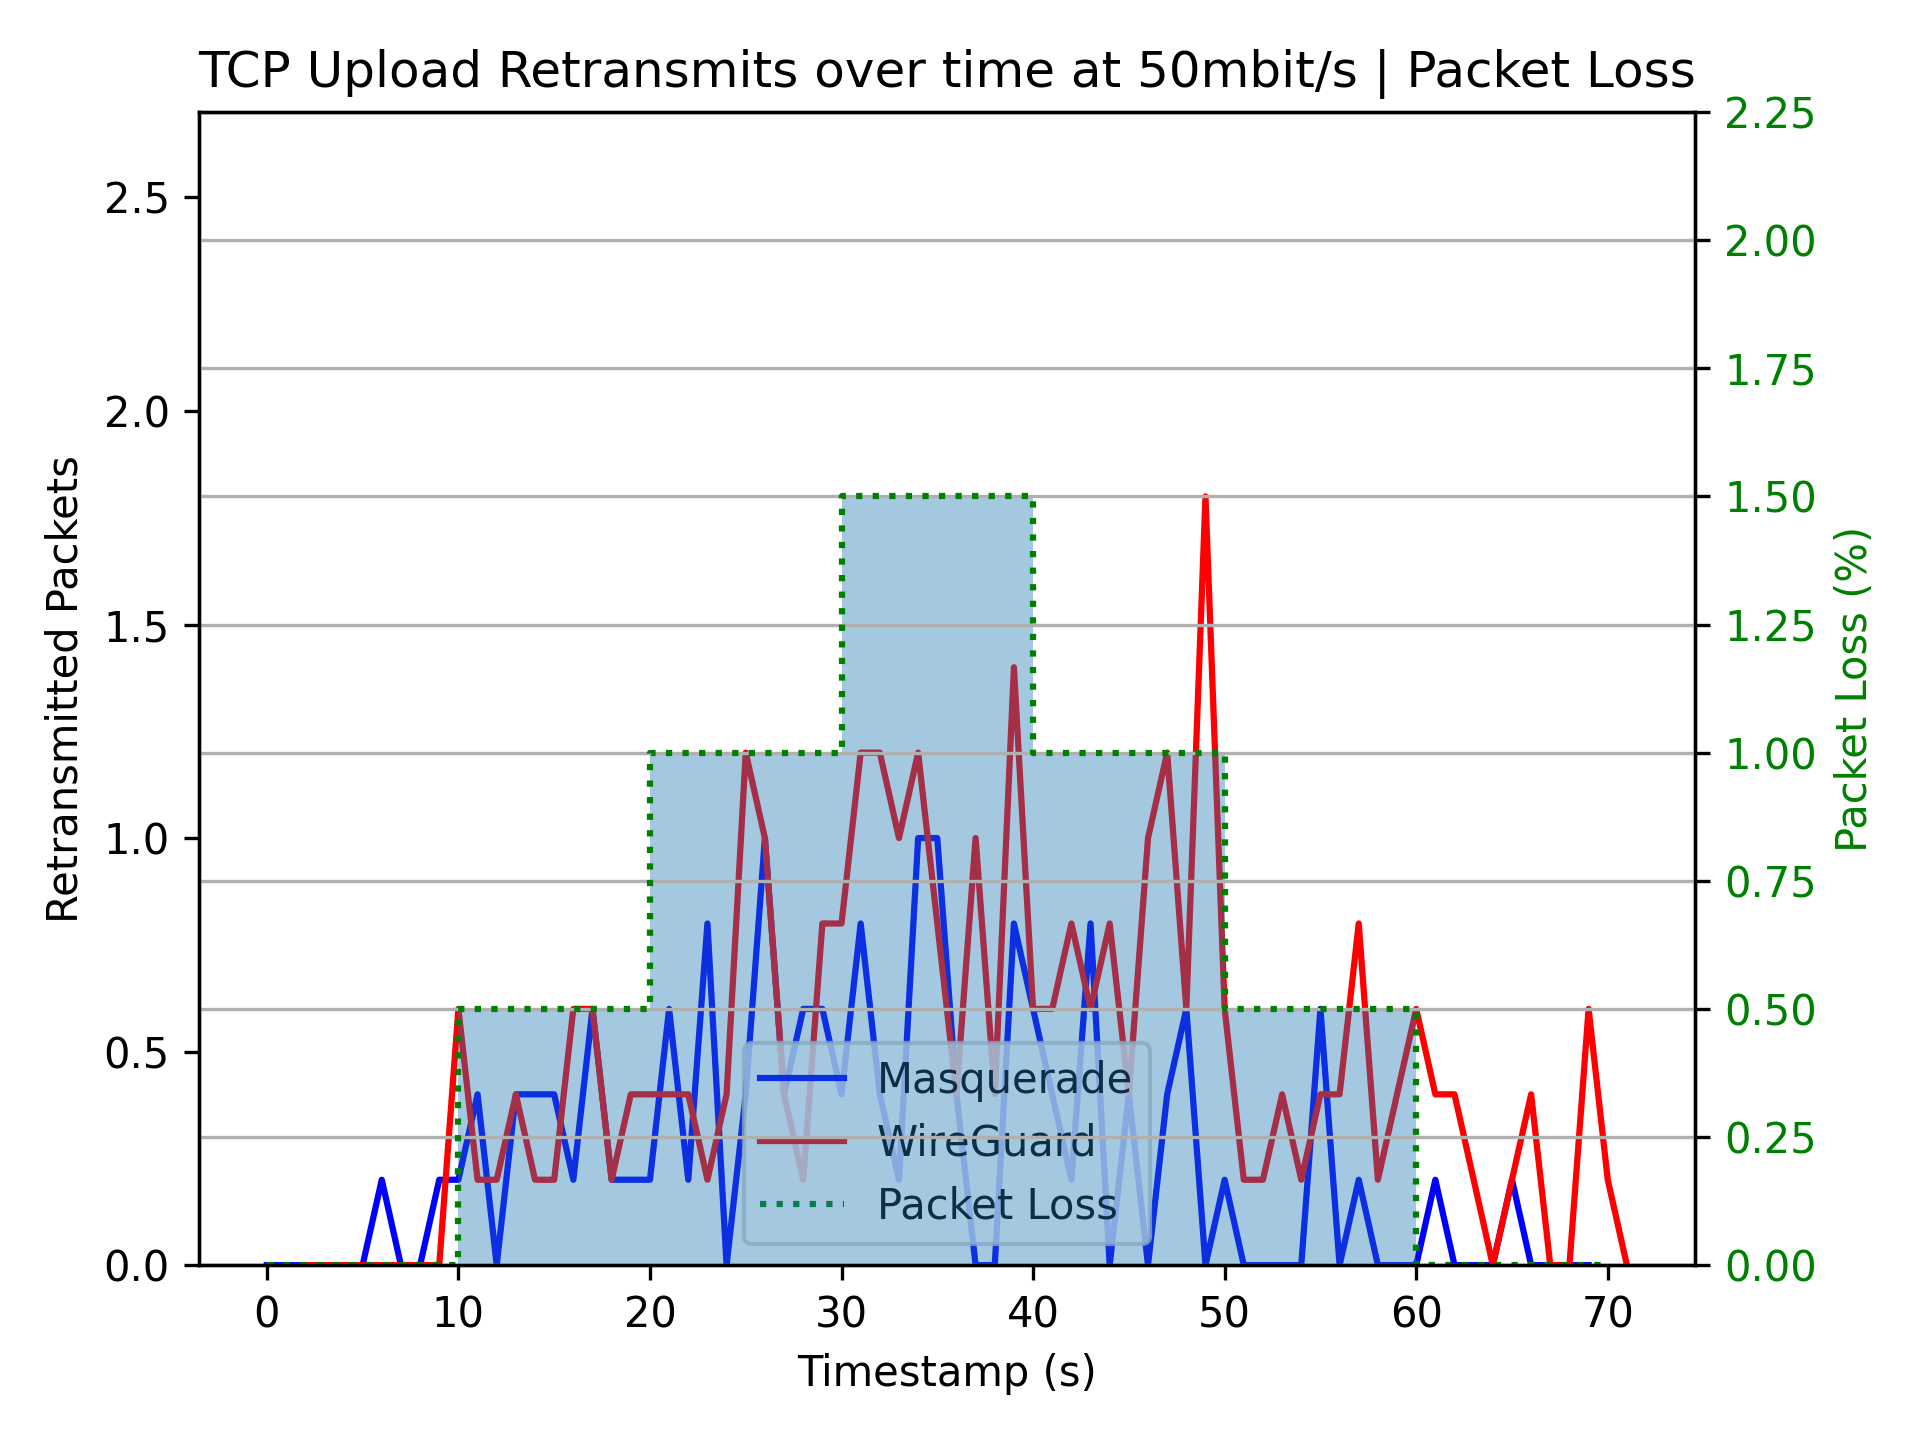 TCP Upload Retransmits over time at 50mbit/s | Packet Loss
2.5
2.0
1.5
1.0
0.5
0.0
Retransmitted Packets
2.25
2.00
1.75
1.50
1.25
1.00
0.75
0.50
0.25
0.00
Packet Loss (%)
Masquerade
WireGuard
Packet Loss
0 10 20 30 40 50 60 70
Timestamp (s)